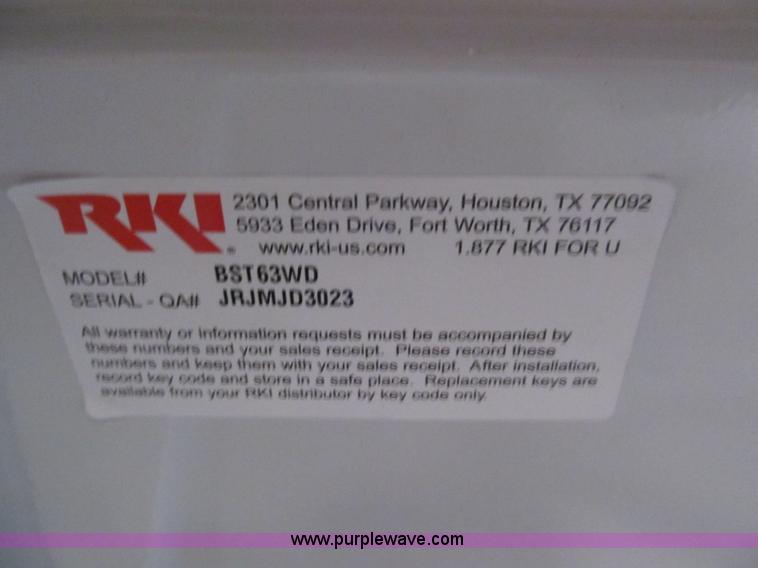 RKI
2301 Central Parkway, Houston, TX 77092
5933 Eden Drive, Fort Worth, TX 76117
www.rki-us.com 1.877 RKI FOR U
MODEL# BST63WD
SERIAL - QA# JRJMJD3023
All warranty or information requests must be accompanied by
these numbers and your sales receipt. Please record these
numbers and keep them with your sales receipt. After installation,
record key code and store in a safe place. Replacement keys are
available from your RKI distributor by key code only.
www.purplewave.com